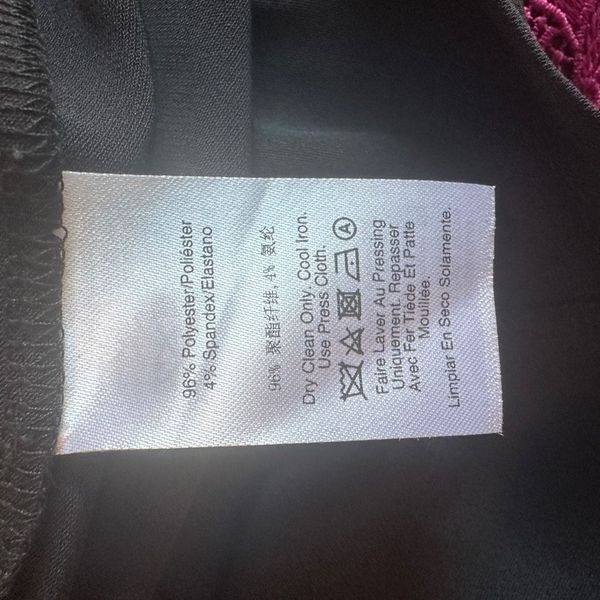 96% Polyester/Poliéster
4% Spandex/Elastano
96% 聚酯纤维, 4% 氨纶
Dry Clean Only. Cool Iron.
Use Press Cloth.
A
Faire Laver Au Pressing
Uniquement. Repasser
Avec Fer Tiède Et Patte
Mouillée.
Limpiar En Seco Solamente.